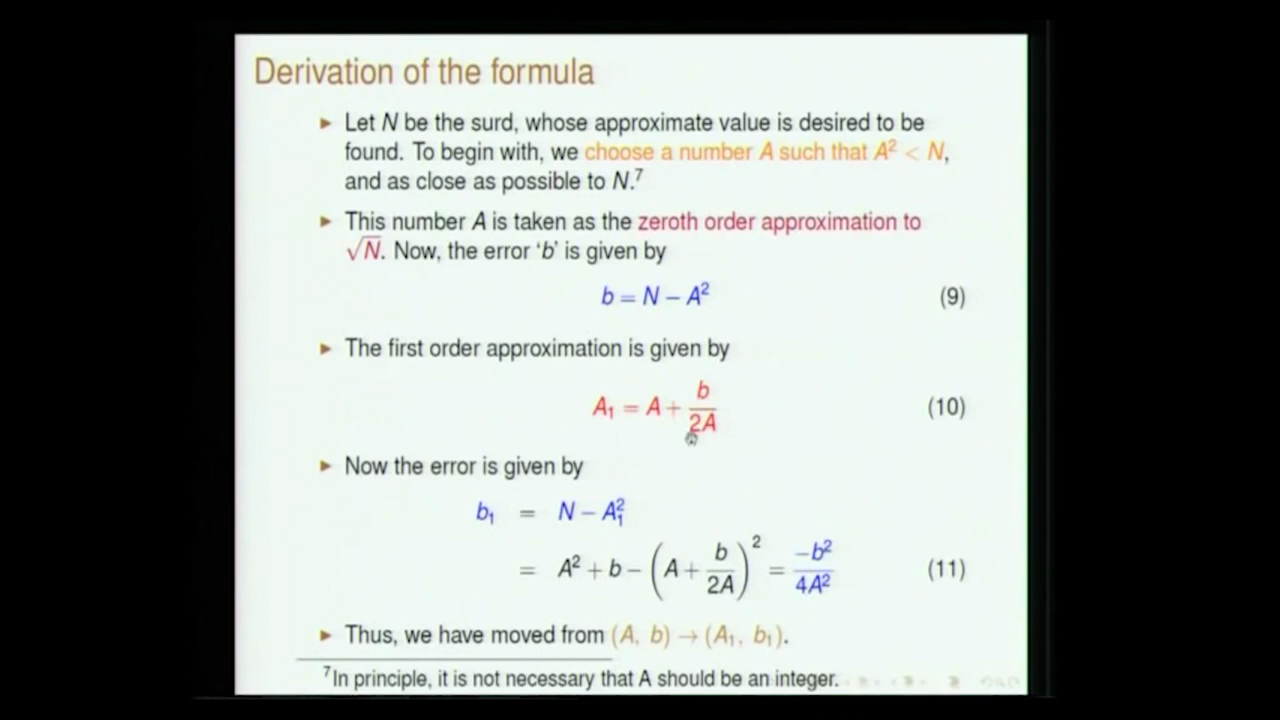 Derivation of the formula
► Let N be the surd, whose approximate value is desired to be
found. To begin with, we choose a number A such that A² < N,
and as close as possible to N.⁷
► This number A is taken as the zeroth order approximation to
√N. Now, the error ‘b’ is given by
b = N − A² (9)
► The first order approximation is given by
A₁ = A + b/2A (10)
► Now the error is given by
b₁ = N − A₁²
= A² + b − (A + b/2A)² = −b²/4A² (11)
► Thus, we have moved from (A, b) → (A₁, b₁).
⁷In principle, it is not necessary that A should be an integer.